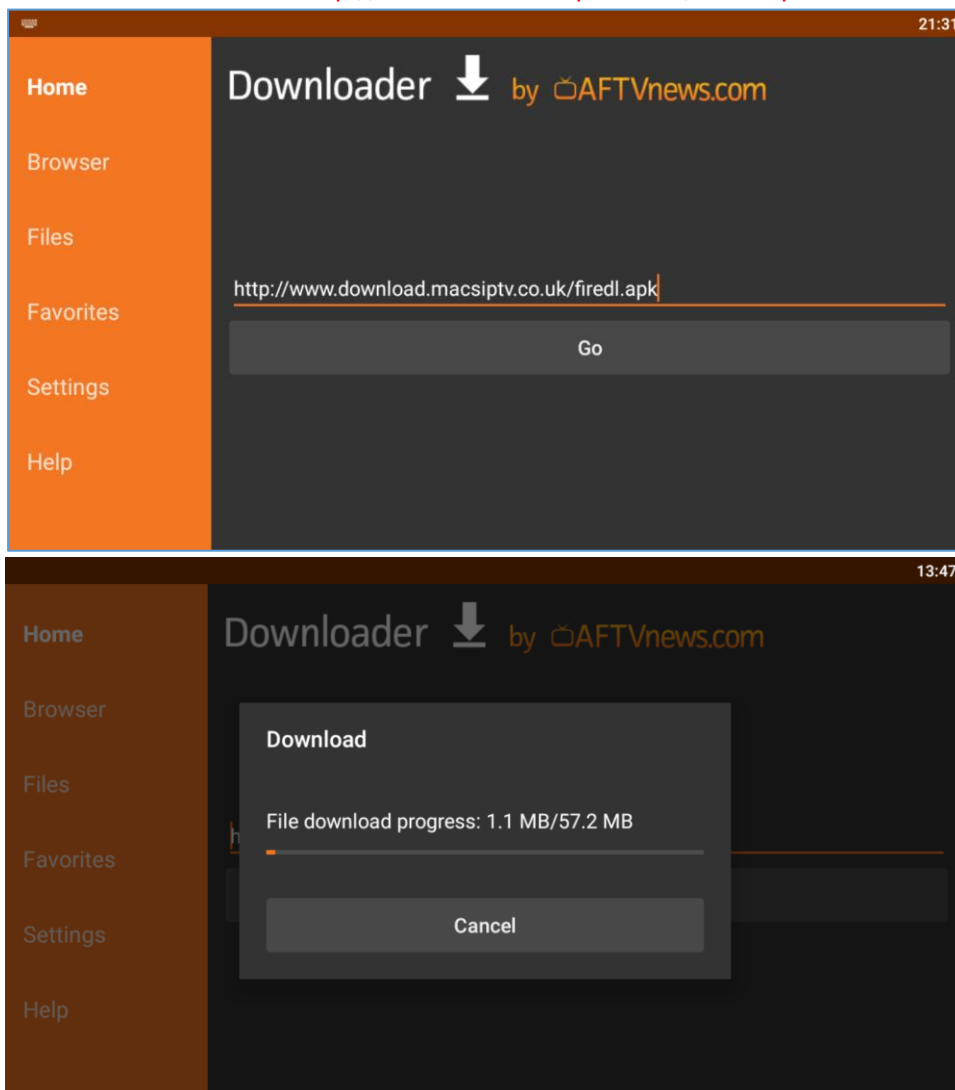 21:31
Home
Downloader by AFTVnews.com
Browser
Files
http://www.download.macsiptv.co.uk/firedl.apk
Favorites
Go
Settings
Help
13:47
Home
Downloader by AFTVnews.com
Browser
Download
Files
File download progress: 1.1 MB/57.2 MB
h
Favorites
Cancel
Settings
Help